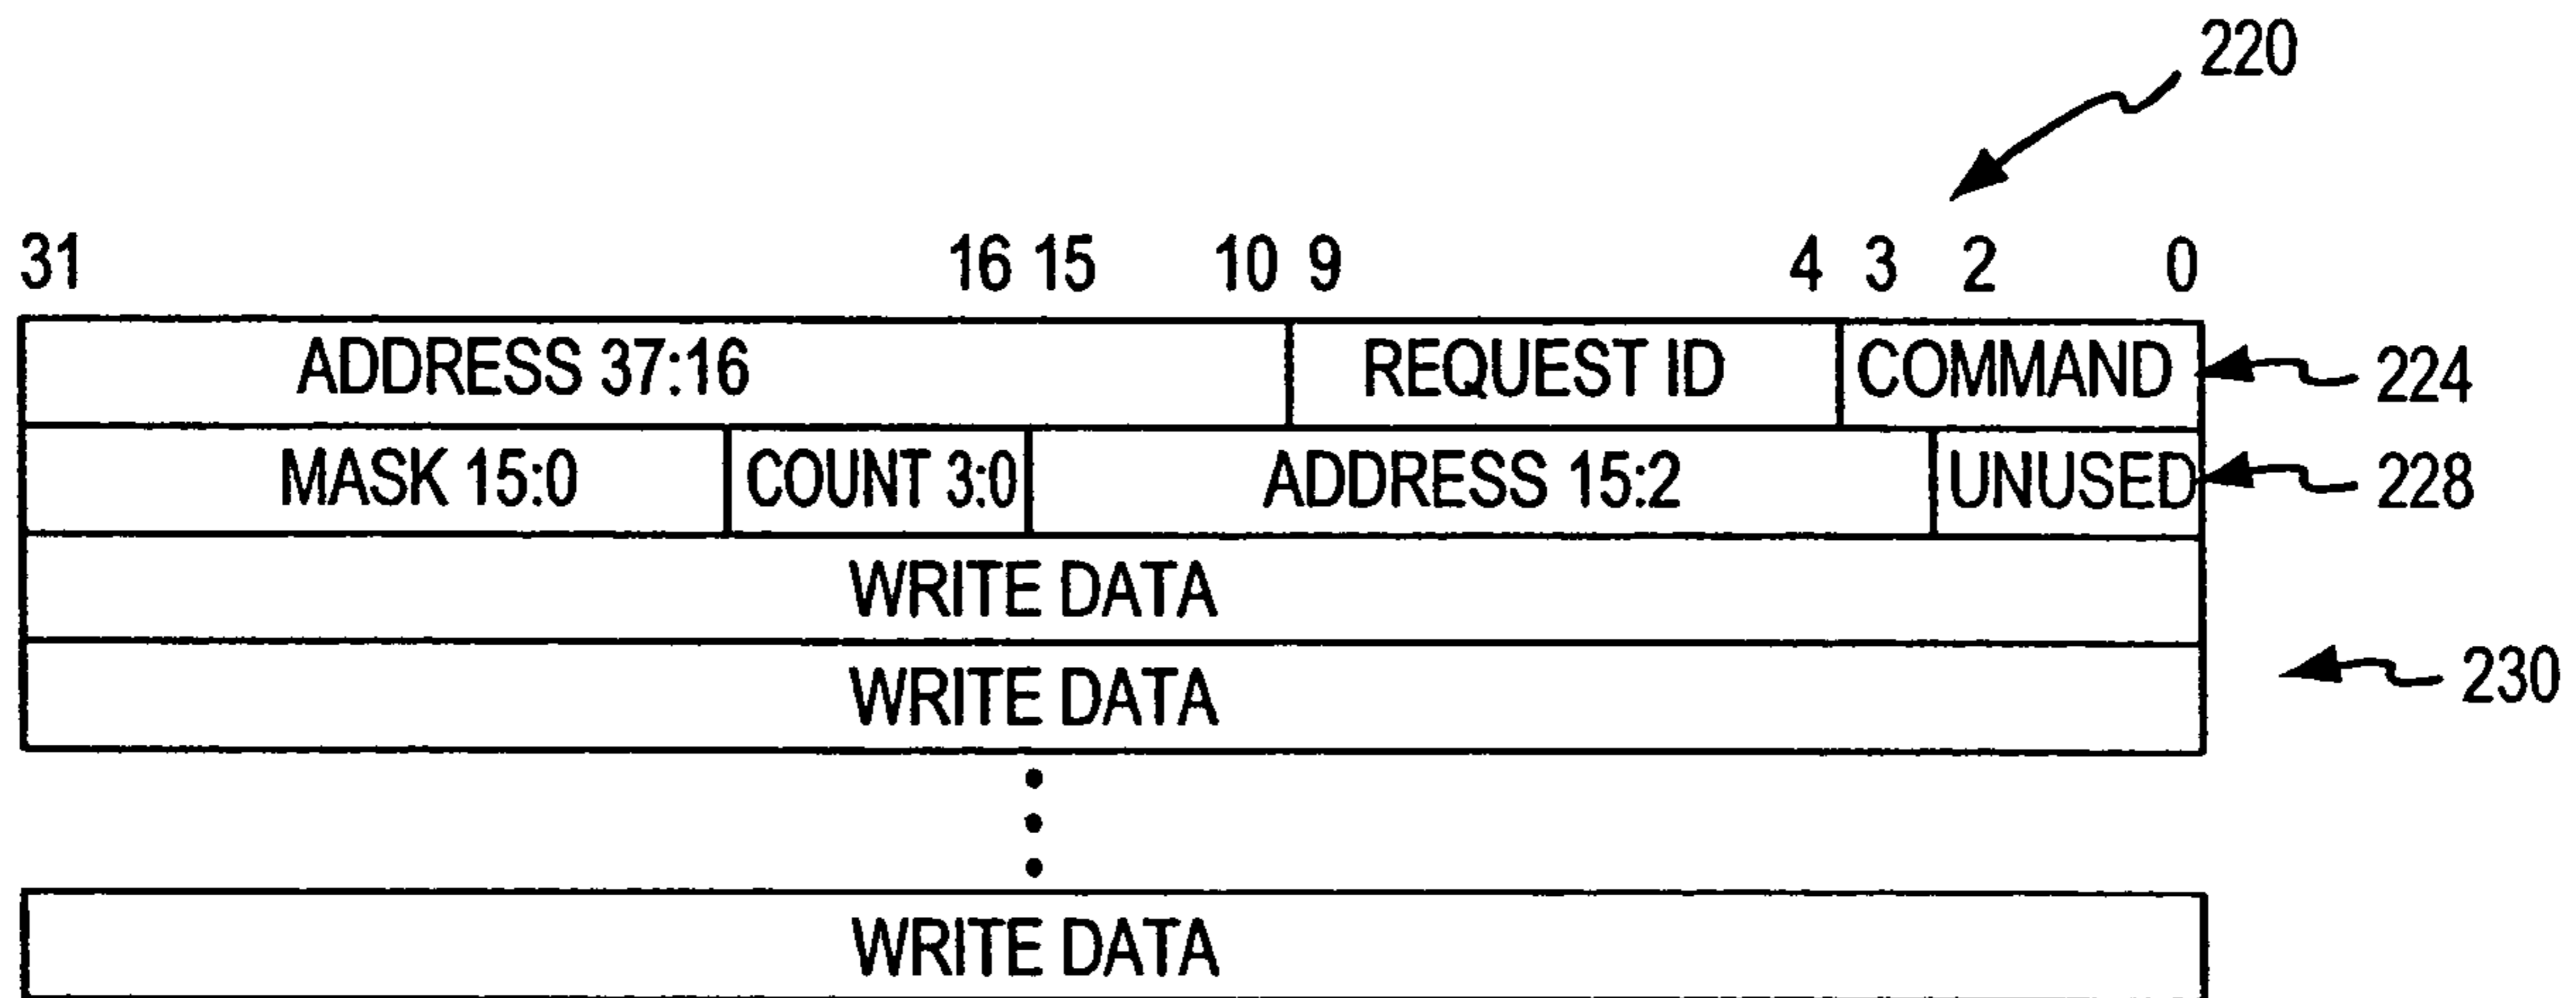 220
31 16 15 10 9 4 3 2 0
ADDRESS 37:16 REQUEST ID COMMAND 224
MASK 15:0 COUNT 3:0 ADDRESS 15:2 UNUSED 228
WRITE DATA
WRITE DATA 230
WRITE DATA